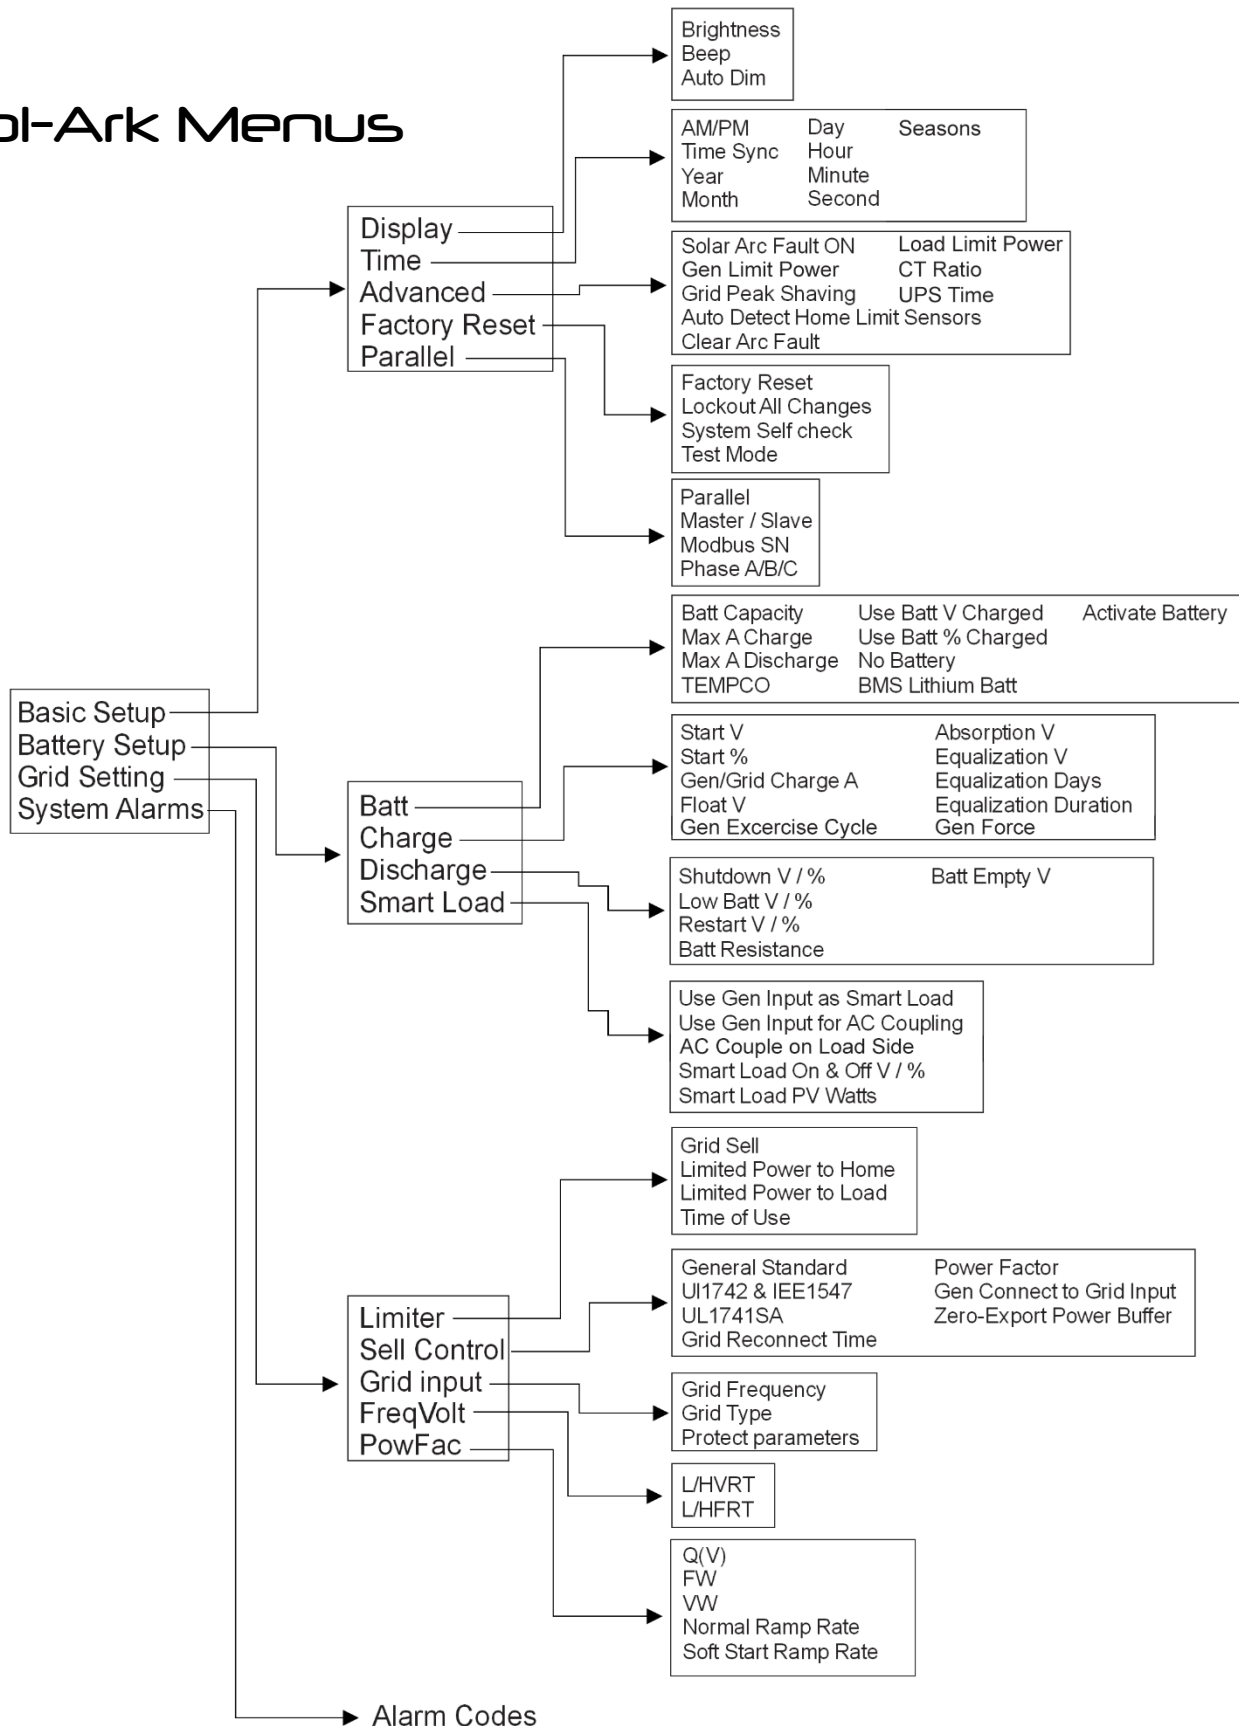 ol-Ark Menus
Brightness
Beep
Auto Dim
AM/PM Day Seasons
Time Sync Hour
Year Minute
Month Second
Display
Time
Advanced
Factory Reset
Parallel
Solar Arc Fault ON Load Limit Power
Gen Limit Power CT Ratio
Grid Peak Shaving UPS Time
Auto Detect Home Limit Sensors
Clear Arc Fault
Factory Reset
Lockout All Changes
System Self check
Test Mode
Parallel
Master / Slave
Modbus SN
Phase A/B/C
Basic Setup
Battery Setup
Grid Setting
System Alarms
Batt Capacity Use Batt V Charged Activate Battery
Max A Charge Use Batt % Charged
Max A Discharge No Battery
TEMPCO BMS Lithium Batt
Start V Absorption V
Start % Equalization V
Gen/Grid Charge A Equalization Days
Float V Equalization Duration
Gen Excercise Cycle Gen Force
Batt
Charge
Discharge
Smart Load
Shutdown V / % Batt Empty V
Low Batt V / %
Restart V / %
Batt Resistance
Use Gen Input as Smart Load
Use Gen Input for AC Coupling
AC Couple on Load Side
Smart Load On & Off V / %
Smart Load PV Watts
Grid Sell
Limited Power to Home
Limited Power to Load
Time of Use
Limiter
Sell Control
Grid input
FreqVolt
PowFac
General Standard Power Factor
UI1742 & IEE1547 Gen Connect to Grid Input
UL1741SA Zero-Export Power Buffer
Grid Reconnect Time
Grid Frequency
Grid Type
Protect parameters
L/HVRT
L/HFRT
Q(V)
FW
VW
Normal Ramp Rate
Soft Start Ramp Rate
Alarm Codes